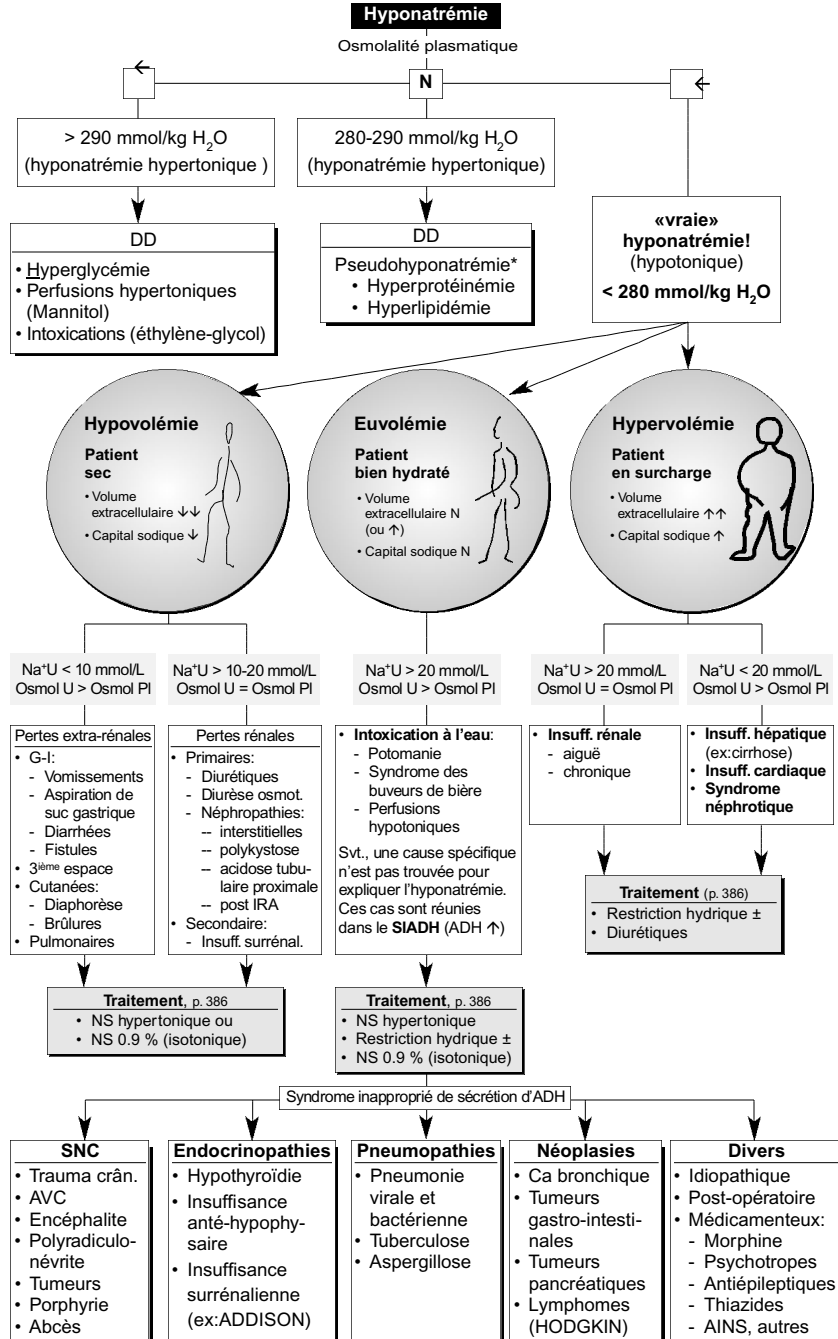 Hyponatrémie
Osmolalité plasmatique
←
N
←
> 290 mmol/kg H₂O
(hyponatrémie hypertonique )
280-290 mmol/kg H₂O
(hyponatrémie hypertonique)
DD
• Hyperglycémie
• Perfusions hypertoniques
(Mannitol)
• Intoxications (éthylène-glycol)
DD
Pseudohyponatrémie*
• Hyperprotéinémie
• Hyperlipidémie
«vraie»
hyponatrémie!
(hypotonique)
< 280 mmol/kg H₂O
Hypovolémie
Patient
sec
• Volume
extracellulaire ↓↓
• Capital sodique ↓
Euvolémie
Patient
bien hydraté
• Volume
extracellulaire N
(ou ↑)
• Capital sodique N
Hypervolémie
Patient
en surcharge
• Volume
extracellulaire ↑↑
• Capital sodique ↑
Na⁺U < 10 mmol/L
Osmol U > Osmol Pl
Na⁺U > 10-20 mmol/L
Osmol U = Osmol Pl
Na⁺U > 20 mmol/L
Osmol U > Osmol Pl
Na⁺U > 20 mmol/L
Osmol U = Osmol Pl
Na⁺U < 20 mmol/L
Osmol U > Osmol Pl
Pertes extra-rénales
• G-I:
- Vomissements
- Aspiration de
suc gastrique
- Diarrhées
- Fistules
• 3ième espace
• Cutanées:
- Diaphorèse
- Brûlures
• Pulmonaires
Pertes rénales
• Primaires:
- Diurétiques
- Diurèse osmot.
- Néphropathies:
-- interstitielles
-- polykystose
-- acidose tubu-
laire proximale
-- post IRA
• Secondaire:
- Insuff. surrénal.
• Intoxication à l'eau:
- Potomanie
- Syndrome des
buveurs de bière
- Perfusions
hypotoniques
Svt., une cause spécifique
n'est pas trouvée pour
expliquer l'hyponatrémie.
Ces cas sont réunies
dans le SIADH (ADH ↑)
• Insuff. rénale
- aiguë
- chronique
• Insuff. hépatique
(ex:cirrhose)
• Insuff. cardiaque
• Syndrome
néphrotique
Traitement (p. 386)
• Restriction hydrique ±
• Diurétiques
Traitement, p. 386
• NS hypertonique ou
• NS 0.9 % (isotonique)
Traitement, p. 386
• NS hypertonique
• Restriction hydrique ±
• NS 0.9 % (isotonique)
Syndrome inapproprié de sécrétion d'ADH
SNC
• Trauma crân.
• AVC
• Encéphalite
• Polyradiculo-
névrite
• Tumeurs
• Porphyrie
• Abcès
Endocrinopathies
• Hypothyroïdie
• Insuffisance
anté-hypophy-
saire
• Insuffisance
surrénalienne
(ex:ADDISON)
Pneumopathies
• Pneumonie
virale et
bactérienne
• Tuberculose
• Aspergillose
Néoplasies
• Ca bronchique
• Tumeurs
gastro-intesti-
nales
• Tumeurs
pancréatiques
• Lymphomes
(HODGKIN)
Divers
• Idiopathique
• Post-opératoire
• Médicamenteux:
- Morphine
- Psychotropes
- Antiépileptiques
- Thiazides
- AINS, autres